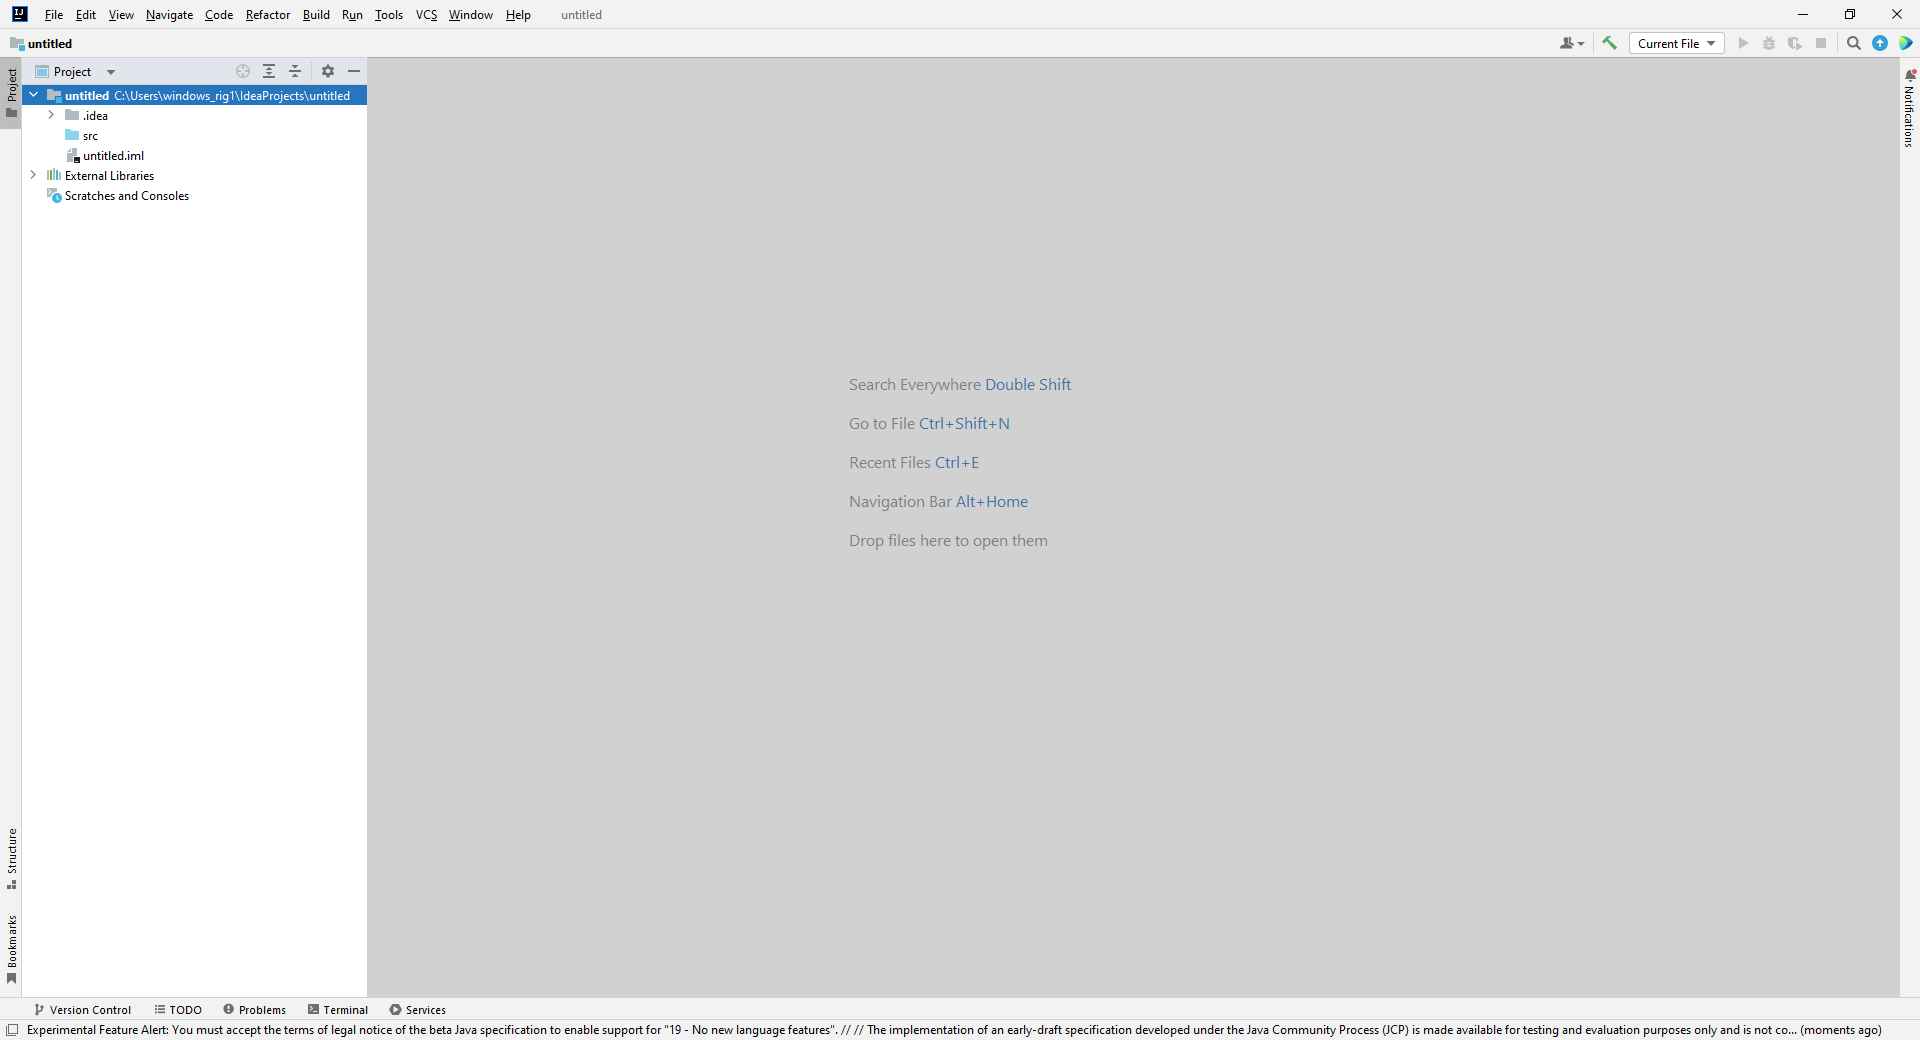 File Edit View Navigate Code Refactor Build Run Tools VCS Window Help untitled
untitled
Current File
Project
Project
untitled C:\Users\windows_rig1\IdeaProjects\untitled
.idea
src
untitled.iml
External Libraries
Scratches and Consoles
Notifications
Search Everywhere Double Shift
Go to File Ctrl+Shift+N
Recent Files Ctrl+E
Navigation Bar Alt+Home
Drop files here to open them
Structure
Bookmarks
Version Control TODO Problems Terminal Services
Experimental Feature Alert: You must accept the terms of legal notice of the beta Java specification to enable support for "19 - No new language features". // // The implementation of an early-draft specification developed under the Java Community Process (JCP) is made available for testing and evaluation purposes only and is not co... (moments ago)